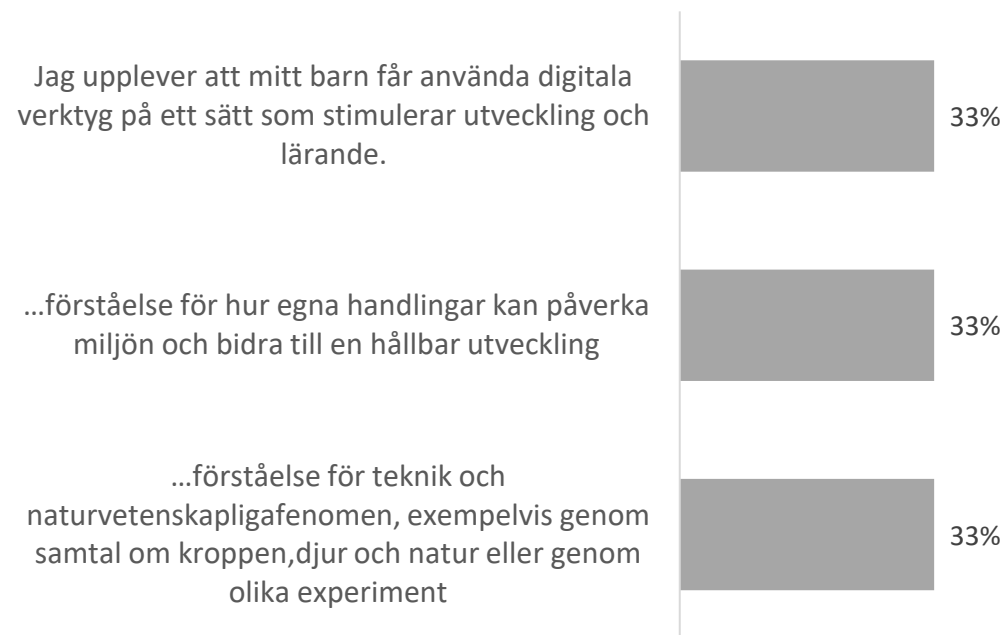 Jag upplever att mitt barn får använda digitala
verktyg på ett sätt som stimulerar utveckling och
lärande.
33%
…förståelse för hur egna handlingar kan påverka
miljön och bidra till en hållbar utveckling
33%
…förståelse för teknik och
naturvetenskapligafenomen, exempelvis genom
samtal om kroppen,djur och natur eller genom
olika experiment
33%